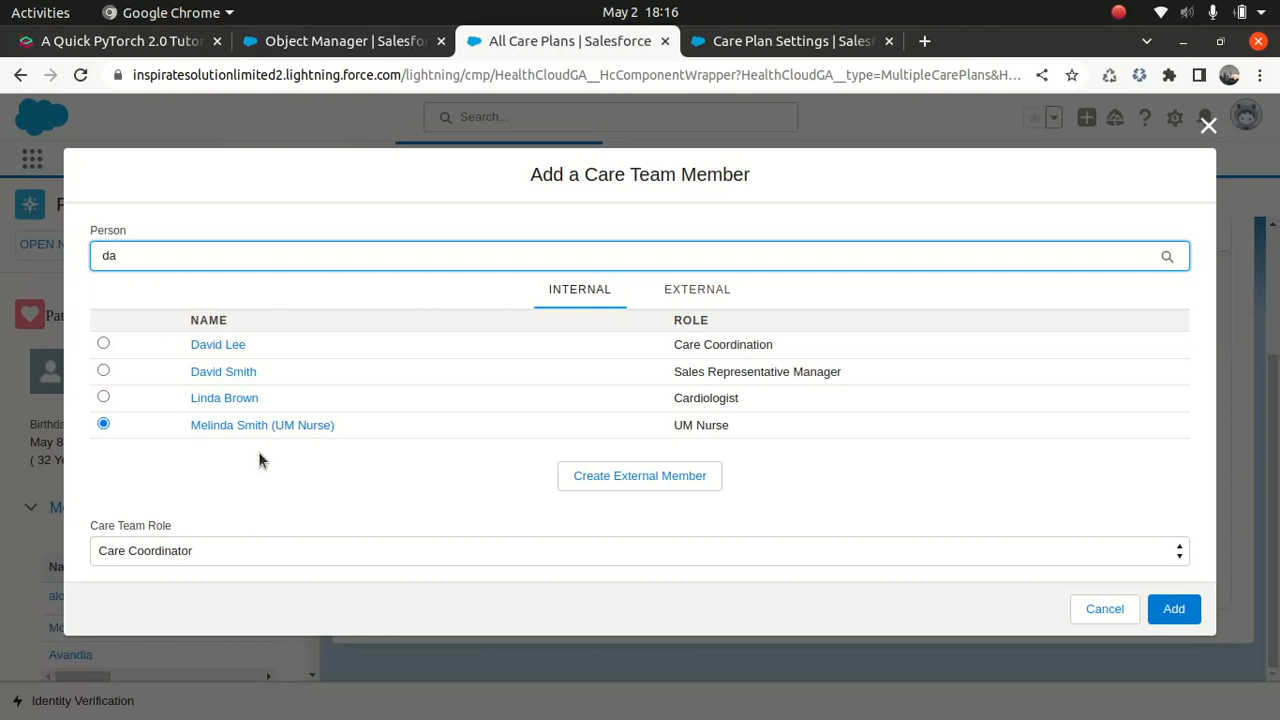 Activities Google Chrome May 2 18:16
A Quick PyTorch 2.0 Tutor Object Manager | Salesfor All Care Plans | Salesforce Care Plan Settings | Sales
inspiratesolutionlimited2.lightning.force.com/lightning/cmp/HealthCloudGA__HcComponentWrapper?HealthCloudGA__type=MultipleCarePlans&H...
Search...
Add a Care Team Member
Person
da
OPEN N
INTERNAL EXTERNAL
Pat
NAME ROLE
David Lee Care Coordination
David Smith Sales Representative Manager
Linda Brown Cardiologist
Melinda Smith (UM Nurse) UM Nurse
Birthda
May 8
( 32 Ye
Create External Member
Care Team Role
Care Coordinator
Na
alo
Cancel Add
Mo
Avandia
Identity Verification